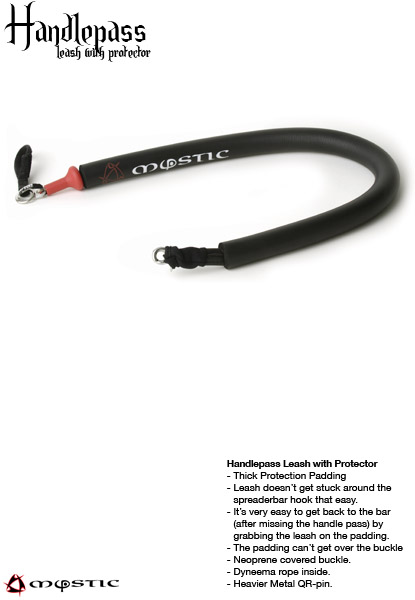 Handlepass
leash with protector
MYSTIC
Handlepass Leash with Protector
- Thick Protection Padding
- Leash doesn't get stuck around the
spreaderbar hook that easy.
- It's very easy to get back to the bar
(after missing the handle pass) by
grabbing the leash on the padding.
- The padding can't get over the buckle
- Neoprene covered buckle.
- Dyneema rope inside.
- Heavier Metal QR-pin.
MYSTIC